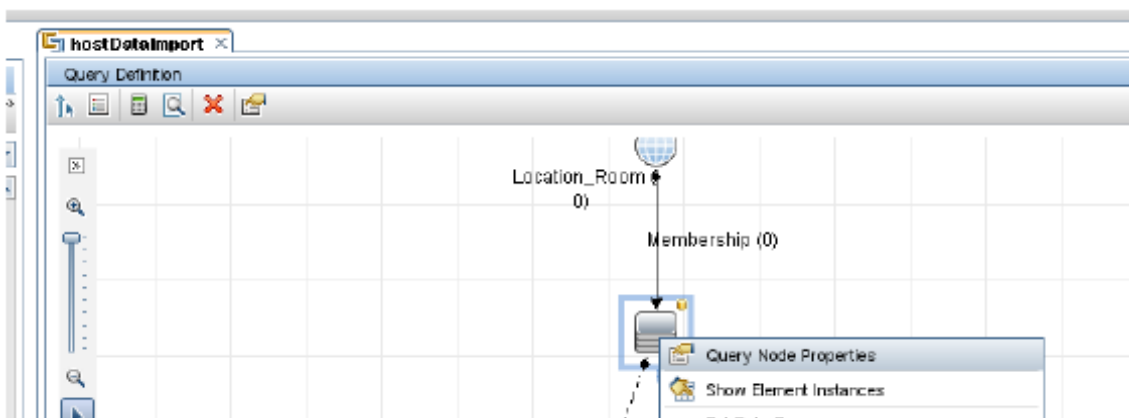 hostDataImport
Query Definition
Location_Room
0)
Membership (0)
Query Node Properties
Show Element Instances